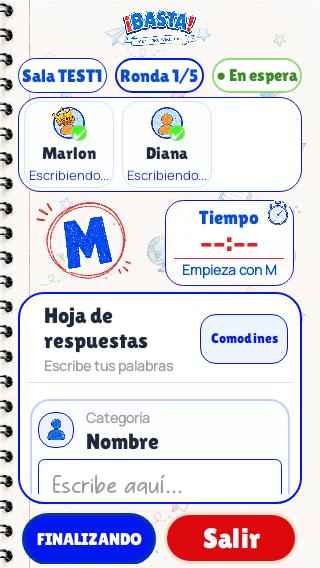 ¡BASTA!
Sala TEST1
Ronda 1/5
● En espera
Marlon
Diana
Escribiendo...
Escribiendo...
M
Tiempo
--:--
Empieza con M
Hoja de
respuestas
Escribe tus palabras
Comodines
Categoría
Nombre
Escribe aquí...
FINALIZANDO
Salir